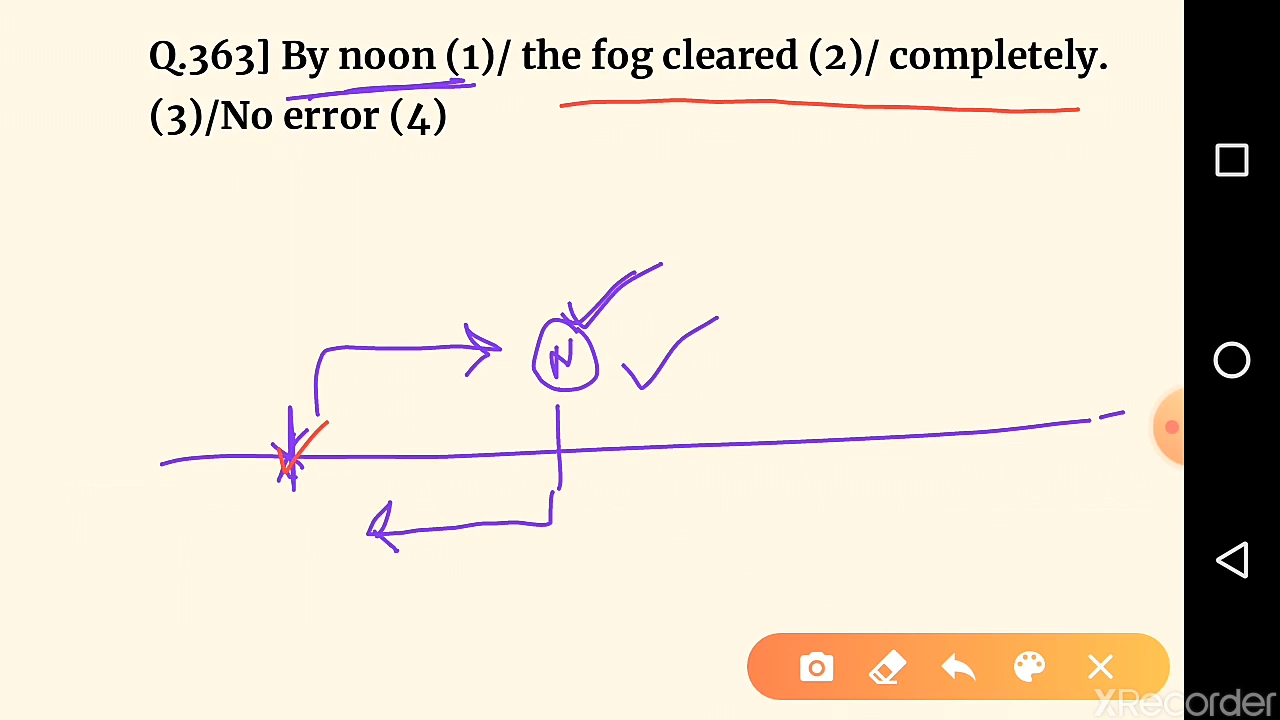 Q.363] By noon (1)/ the fog cleared (2)/ completely.
(3)/No error (4)
N
XRecorder